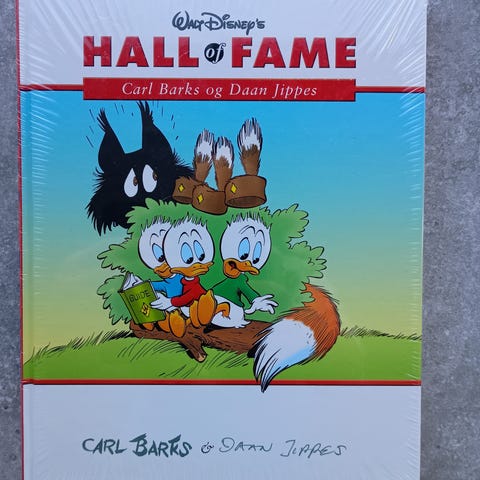 Walt Disney's
HALL of FAME
Carl Barks og Daan Jippes
GUIDE
CARL BARKS & DAAN JIPPES